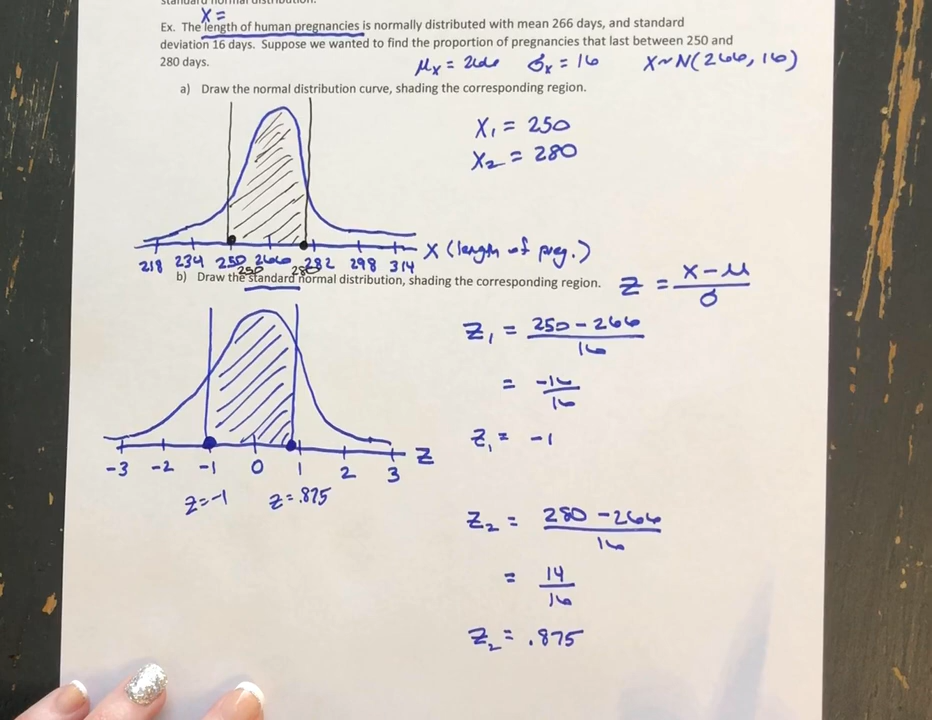 standard normal distribution.
X =
Ex. The length of human pregnancies is normally distributed with mean 266 days, and standard
deviation 16 days. Suppose we wanted to find the proportion of pregnancies that last between 250 and
280 days.
μx = 266 σx = 16 X~N(266, 16)
a) Draw the normal distribution curve, shading the corresponding region.
X₁ = 250
X₂ = 280
218 234 250 266 282 298 314 X (length of preg.)
250 280
b) Draw the standard normal distribution, shading the corresponding region.
Z = X-μ/σ
Z₁ = 250-266/16
= -16/16
Z₁ = -1
-3 -2 -1 0 1 2 3 Z
Z=-1 Z=.875
Z₂ = 280-266/16
= 14/16
Z₂ = .875